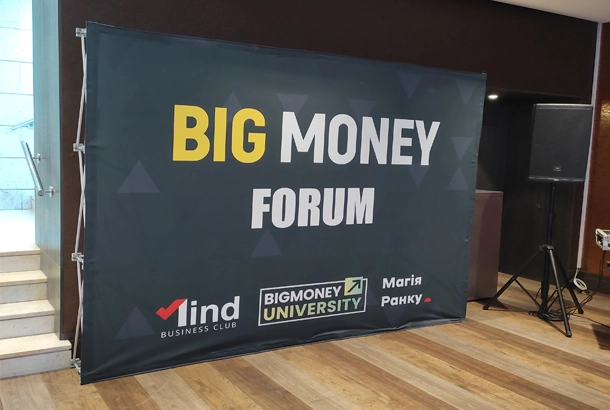 BIG MONEY
FORUM
Mind
BUSINESS CLUB
BIGMONEY
UNIVERSITY
Магія
Ранку